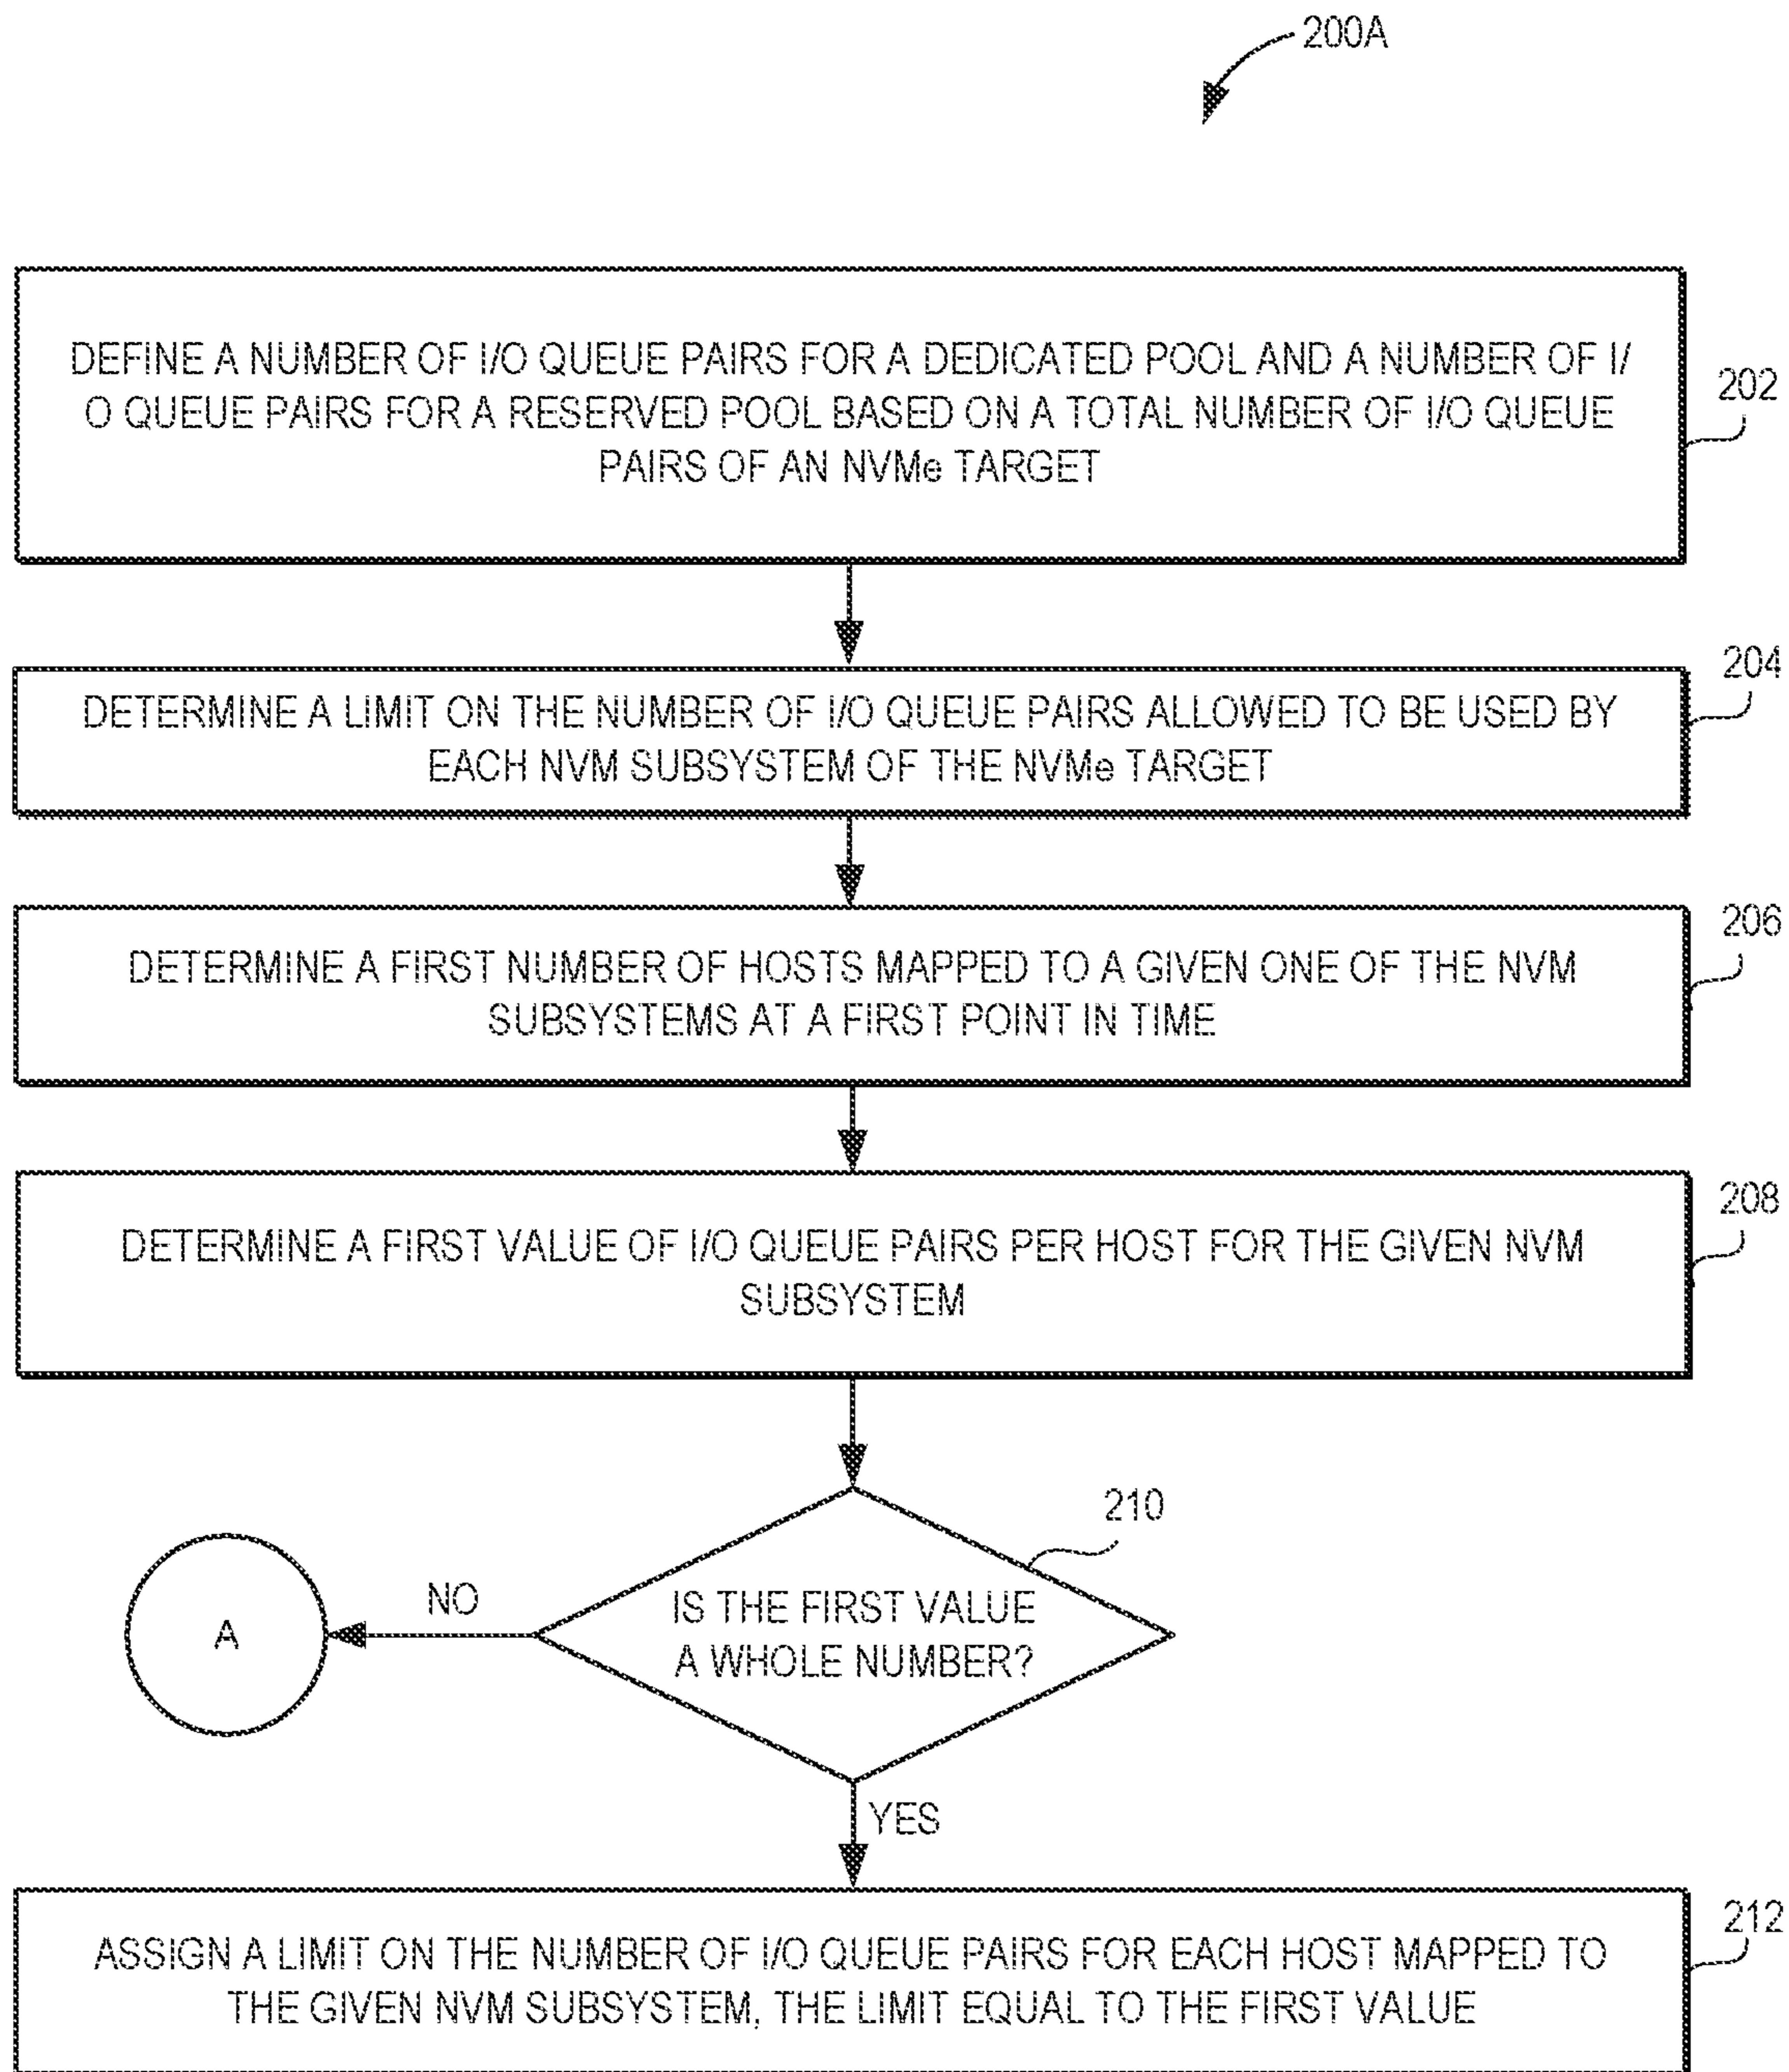 200A
DEFINE A NUMBER OF I/O QUEUE PAIRS FOR A DEDICATED POOL AND A NUMBER OF I/
O QUEUE PAIRS FOR A RESERVED POOL BASED ON A TOTAL NUMBER OF I/O QUEUE
PAIRS OF AN NVMe TARGET
202
DETERMINE A LIMIT ON THE NUMBER OF I/O QUEUE PAIRS ALLOWED TO BE USED BY
EACH NVM SUBSYSTEM OF THE NVMe TARGET
204
DETERMINE A FIRST NUMBER OF HOSTS MAPPED TO A GIVEN ONE OF THE NVM
SUBSYSTEMS AT A FIRST POINT IN TIME
206
DETERMINE A FIRST VALUE OF I/O QUEUE PAIRS PER HOST FOR THE GIVEN NVM
SUBSYSTEM
208
210
IS THE FIRST VALUE
A WHOLE NUMBER?
NO
A
YES
ASSIGN A LIMIT ON THE NUMBER OF I/O QUEUE PAIRS FOR EACH HOST MAPPED TO
THE GIVEN NVM SUBSYSTEM, THE LIMIT EQUAL TO THE FIRST VALUE
212